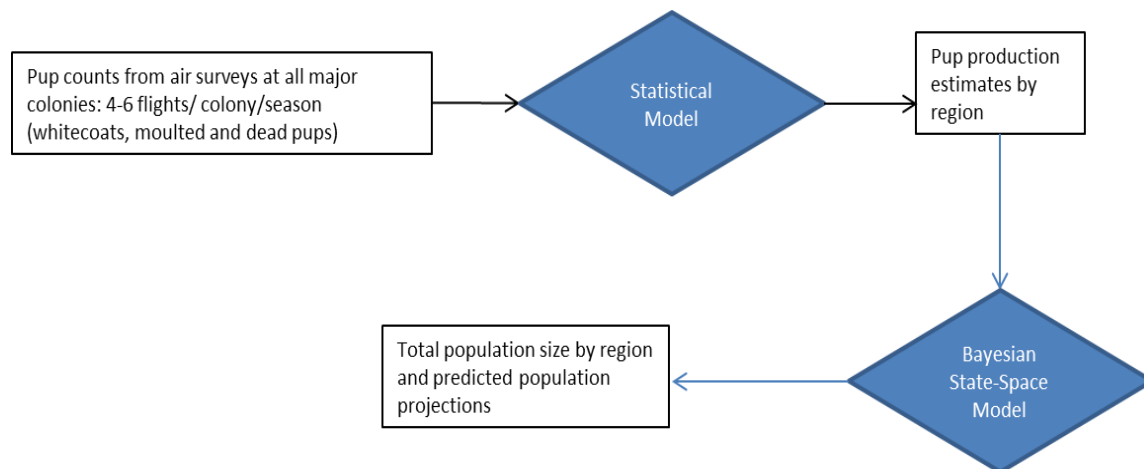 Pup counts from air surveys at all major
colonies: 4-6 flights/ colony/season
(whitecoats, moulted and dead pups)
Statistical
Model
Pup production
estimates by
region
Bayesian
State-Space
Model
Total population size by region
and predicted population
projections